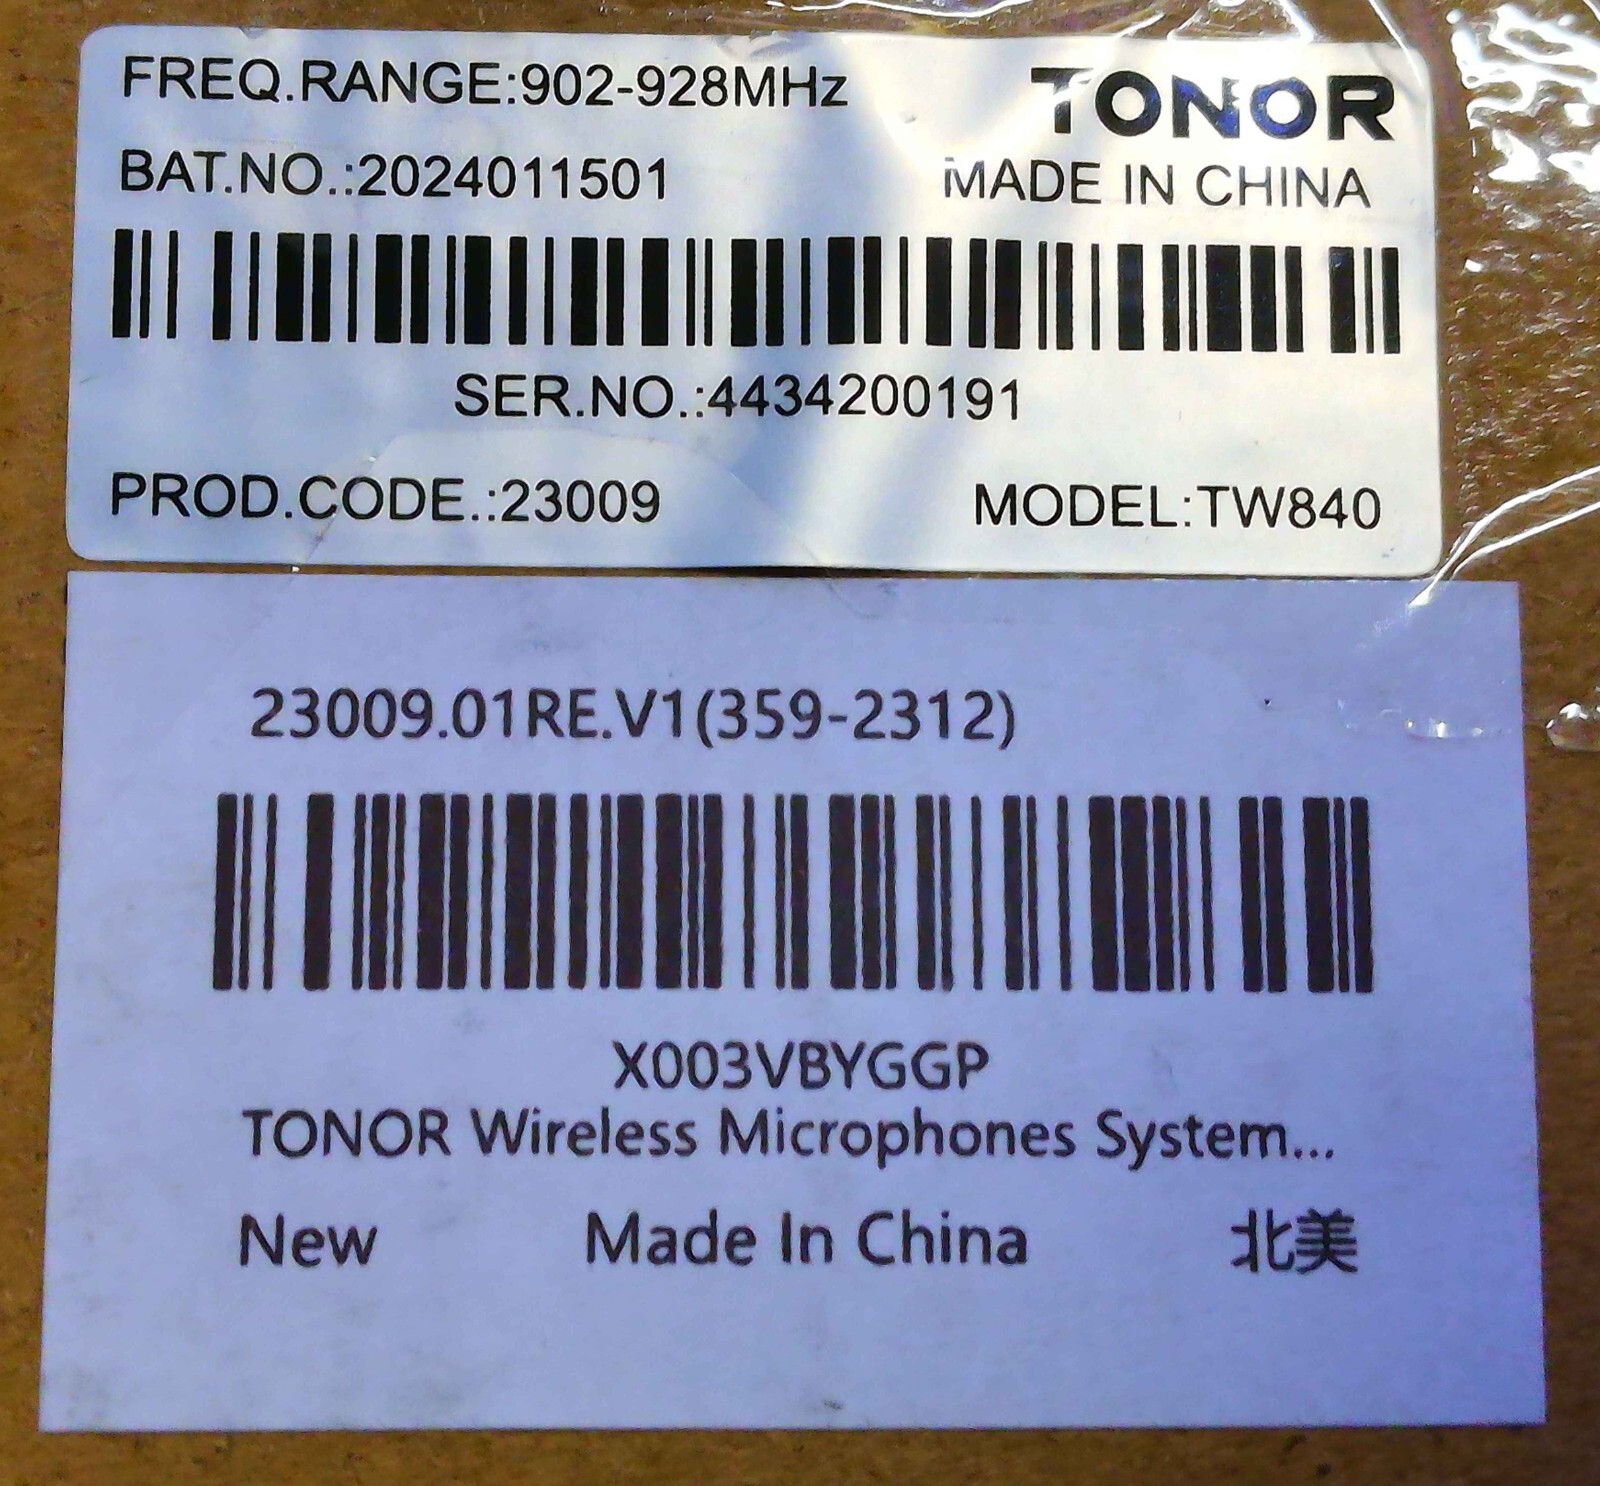 FREQ.RANGE:902-928MHz
TONOR
BAT.NO.:2024011501
MADE IN CHINA
SER.NO.:4434200191
PROD.CODE.:23009
MODEL:TW840
23009.01RE.V1(359-2312)
X003VBYGGP
TONOR Wireless Microphones System...
New Made In China 北美